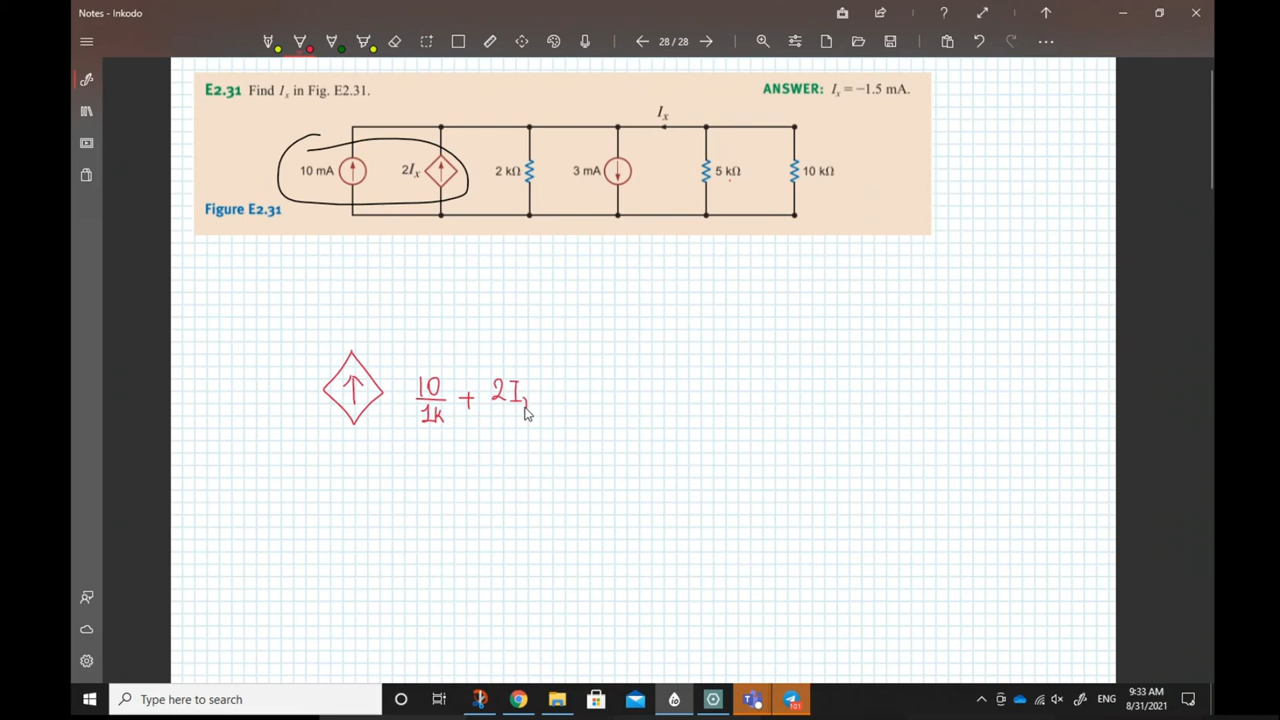 Notes - Inkodo
28 / 28
E2.31 Find Ix in Fig. E2.31.
ANSWER: Ix = −1.5 mA.
Ix
10 mA
2Ix
2 kΩ
3 mA
5 kΩ
10 kΩ
Figure E2.31
10/1k + 2I
Type here to search
101
ENG
9:33 AM
8/31/2021